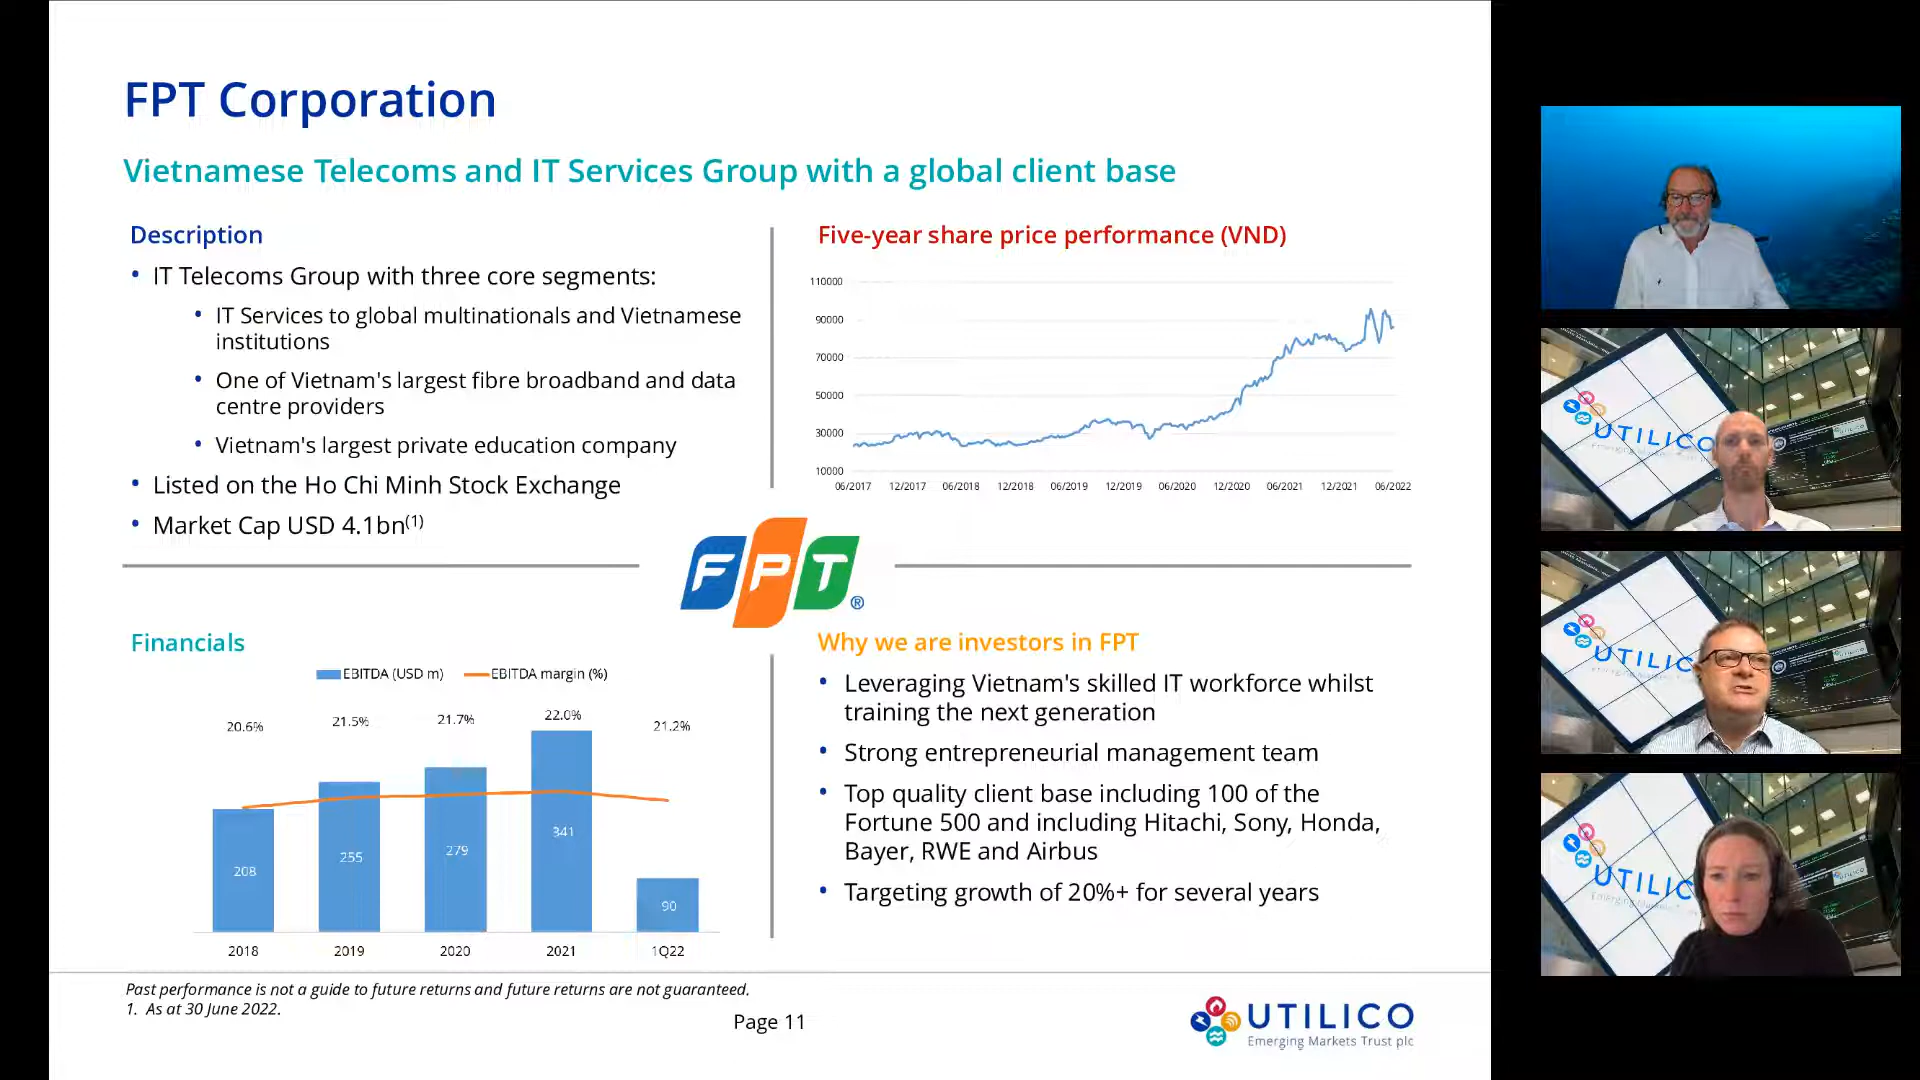 FPT Corporation
Vietnamese Telecoms and IT Services Group with a global client base
Description
• IT Telecoms Group with three core segments:
• IT Services to global multinationals and Vietnamese
institutions
• One of Vietnam's largest fibre broadband and data
centre providers
• Vietnam's largest private education company
• Listed on the Ho Chi Minh Stock Exchange
• Market Cap USD 4.1bn(1)
Five-year share price performance (VND)
110000
90000
70000
50000
30000
10000
06/2017 12/2017 06/2018 12/2018 06/2019 12/2019 06/2020 12/2020 06/2021 12/2021 06/2022
FPT®
Financials
EBITDA (USD m) EBITDA margin (%)
20.6% 21.5% 21.7% 22.0% 21.2%
208 255 279 341 90
2018 2019 2020 2021 1Q22
Why we are investors in FPT
• Leveraging Vietnam's skilled IT workforce whilst
training the next generation
• Strong entrepreneurial management team
• Top quality client base including 100 of the
Fortune 500 and including Hitachi, Sony, Honda,
Bayer, RWE and Airbus
• Targeting growth of 20%+ for several years
Past performance is not a guide to future returns and future returns are not guaranteed.
1. As at 30 June 2022.
Page 11
UTILICO
Emerging Markets Trust plc
UTILICO
UTILIC
UTILIC